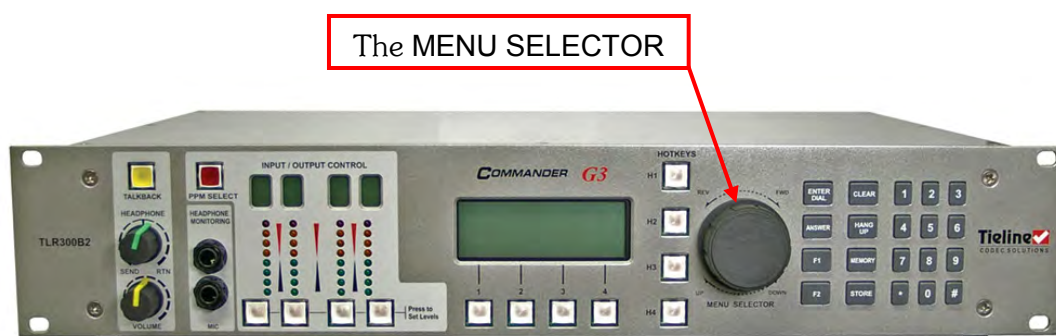 The MENU SELECTOR
INPUT / OUTPUT CONTROL
HOTKEYS
TALKBACK
PPM SELECT
COMMANDER G3
H1
REV
FWD
ENTER DIAL
CLEAR
1 2 3
HEADPHONE
HEADPHONE MONITORING
H2
ANSWER
HANG UP
4 5 6
Tieline
CODEC SOLUTIONS
TLR300B2
SEND
RTN
H3
F1
MEMORY
7 8 9
UP
DOWN
F2
STORE
* 0 #
1 2 3 4
MENU SELECTOR
H4
Press to
Set Levels
VOLUME
MIC